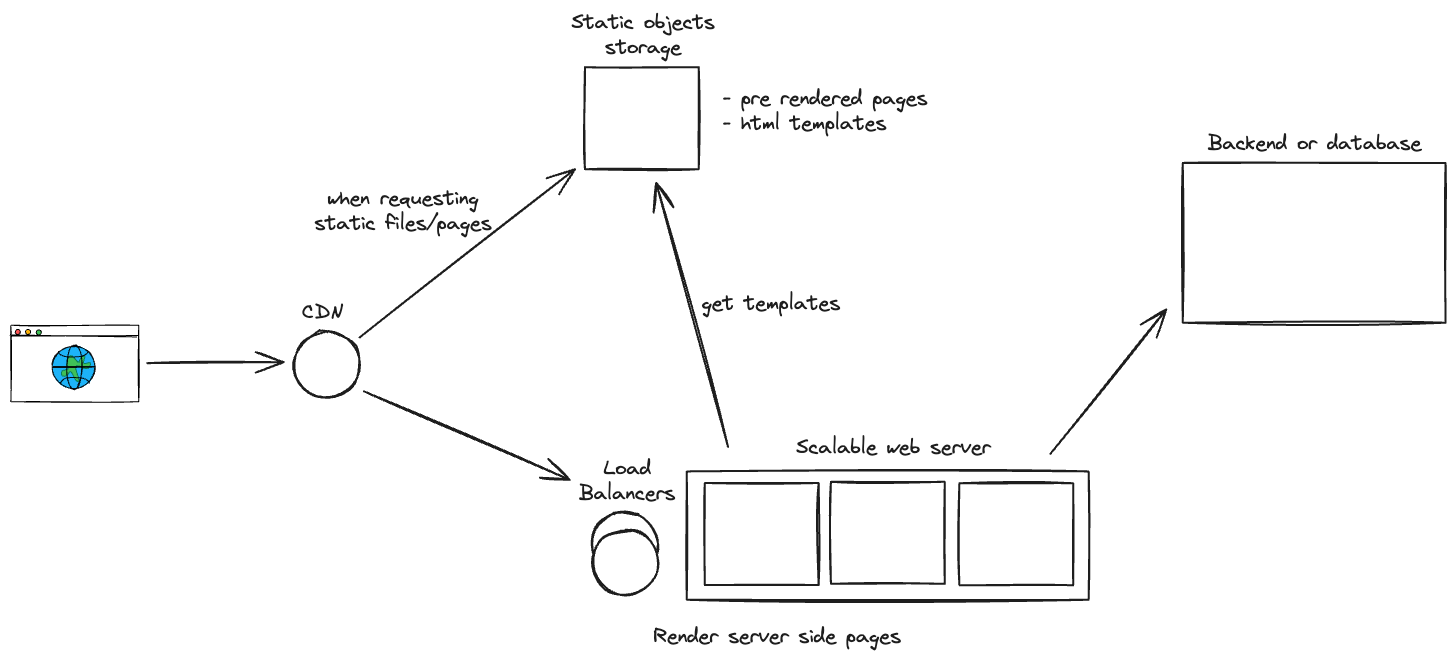 Static objects
storage
- pre rendered pages
- html templates
Backend or database
when requesting
static files/pages
CDN
get templates
Scalable web server
Load
Balancers
Render server side pages